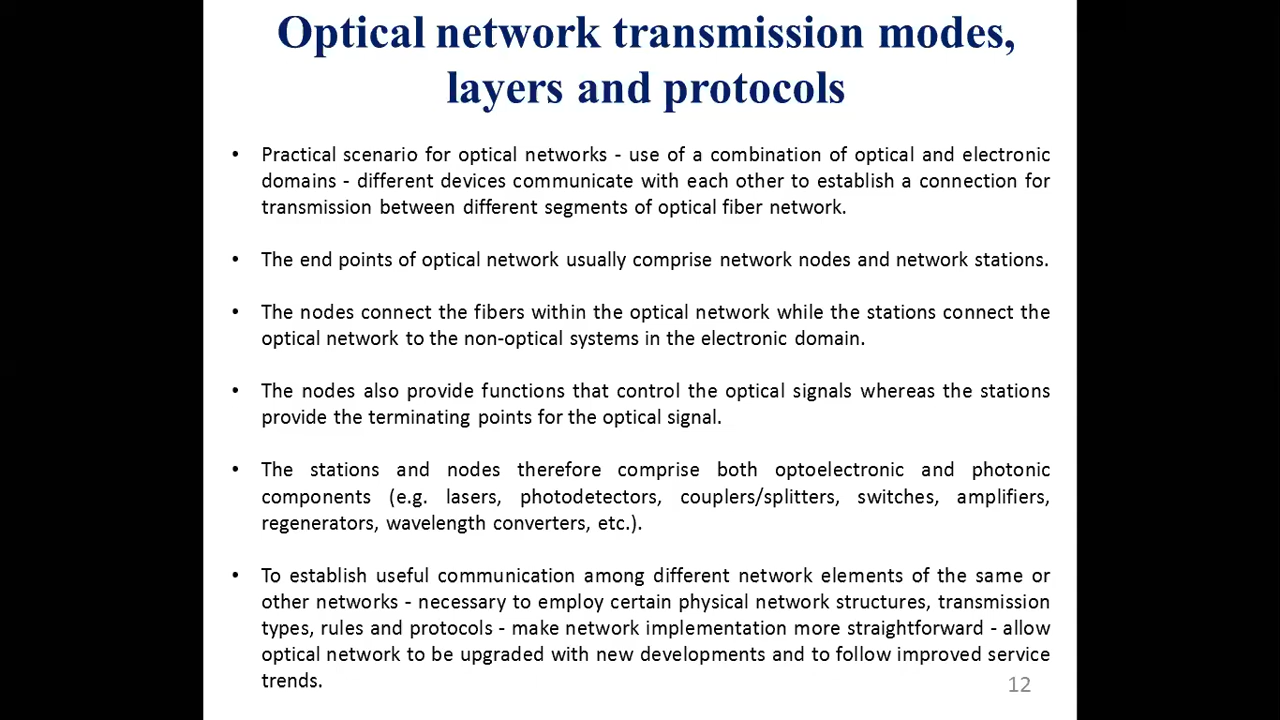 Optical network transmission modes,
layers and protocols
• Practical scenario for optical networks - use of a combination of optical and electronic
domains - different devices communicate with each other to establish a connection for
transmission between different segments of optical fiber network.
• The end points of optical network usually comprise network nodes and network stations.
• The nodes connect the fibers within the optical network while the stations connect the
optical network to the non-optical systems in the electronic domain.
• The nodes also provide functions that control the optical signals whereas the stations
provide the terminating points for the optical signal.
• The stations and nodes therefore comprise both optoelectronic and photonic
components (e.g. lasers, photodetectors, couplers/splitters, switches, amplifiers,
regenerators, wavelength converters, etc.).
• To establish useful communication among different network elements of the same or
other networks - necessary to employ certain physical network structures, transmission
types, rules and protocols - make network implementation more straightforward - allow
optical network to be upgraded with new developments and to follow improved service
trends.
12